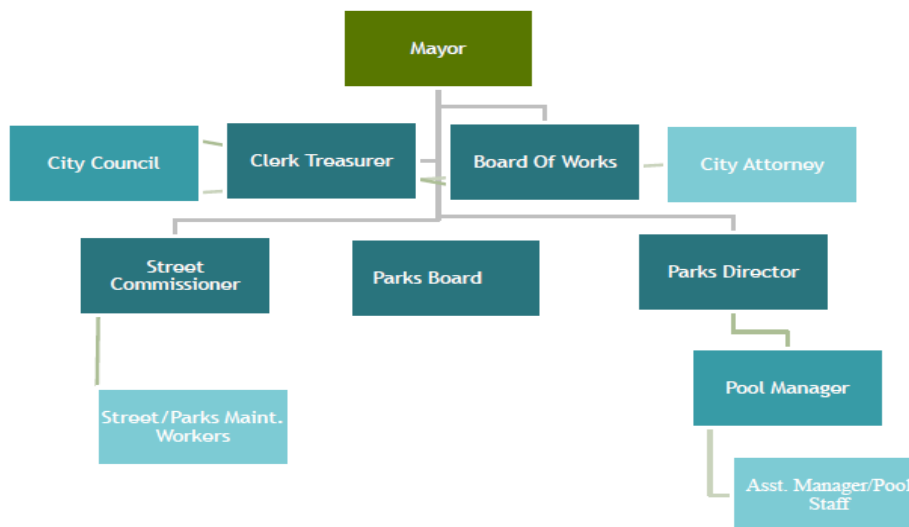 Mayor
City Council
Clerk Treasurer
Board Of Works
City Attorney
Street
Commissioner
Parks Board
Parks Director
Pool Manager
Street/Parks Maint.
Workers
Asst. Manager/Pool
Staff